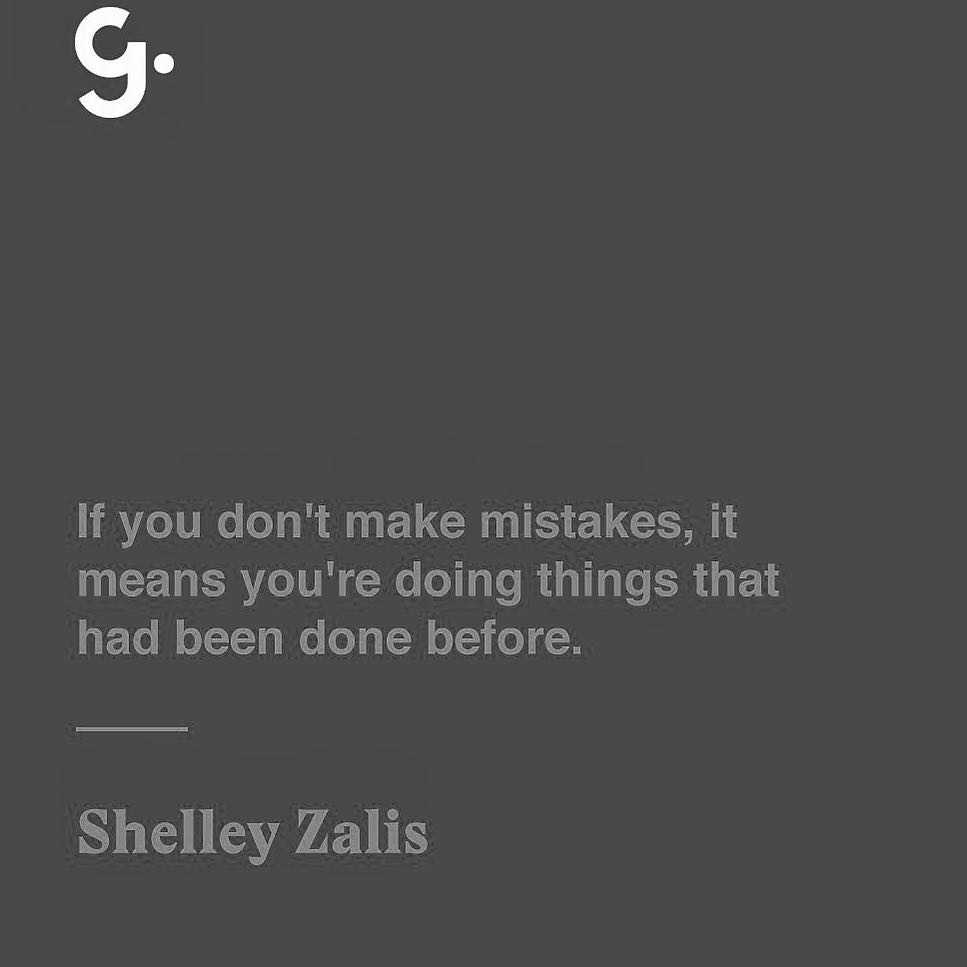 g.
If you don't make mistakes, it
means you're doing things that
had been done before.
Shelley Zalis